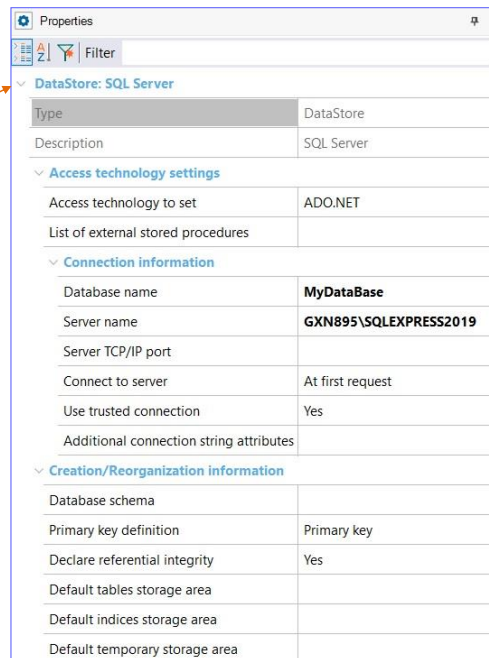 Properties
A
Z
Filter
DataStore: SQL Server
Type DataStore
Description SQL Server
Access technology settings
Access technology to set ADO.NET
List of external stored procedures
Connection information
Database name MyDataBase
Server name GXN895\SQLEXPRESS2019
Server TCP/IP port
Connect to server At first request
Use trusted connection Yes
Additional connection string attributes
Creation/Reorganization information
Database schema
Primary key definition Primary key
Declare referential integrity Yes
Default tables storage area
Default indices storage area
Default temporary storage area